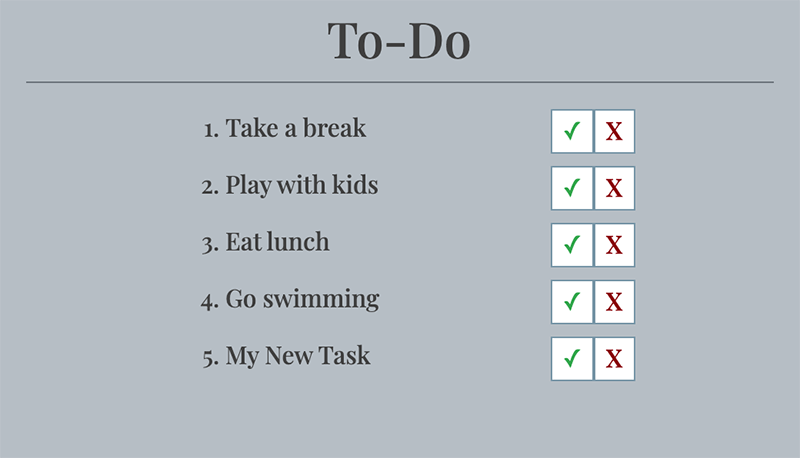 To-Do
1. Take a break ✓ X
2. Play with kids ✓ X
3. Eat lunch ✓ X
4. Go swimming ✓ X
5. My New Task ✓ X